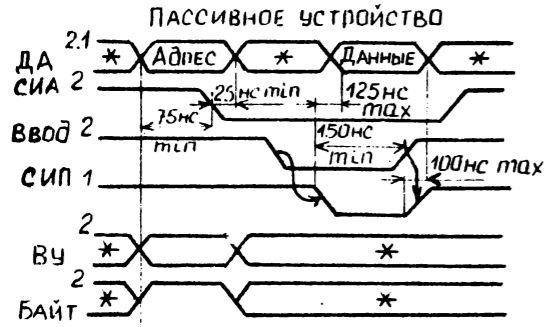 ПАССИВНОЕ УСТРОЙСТВО
ДА 2.1 * Адрес * Данные *
СИА 2 25нс min 125нс max
75нс min
Ввод 2 150нс min
СИП 1 100нс max
ВУ 2 * *
БАЙТ 2 * *